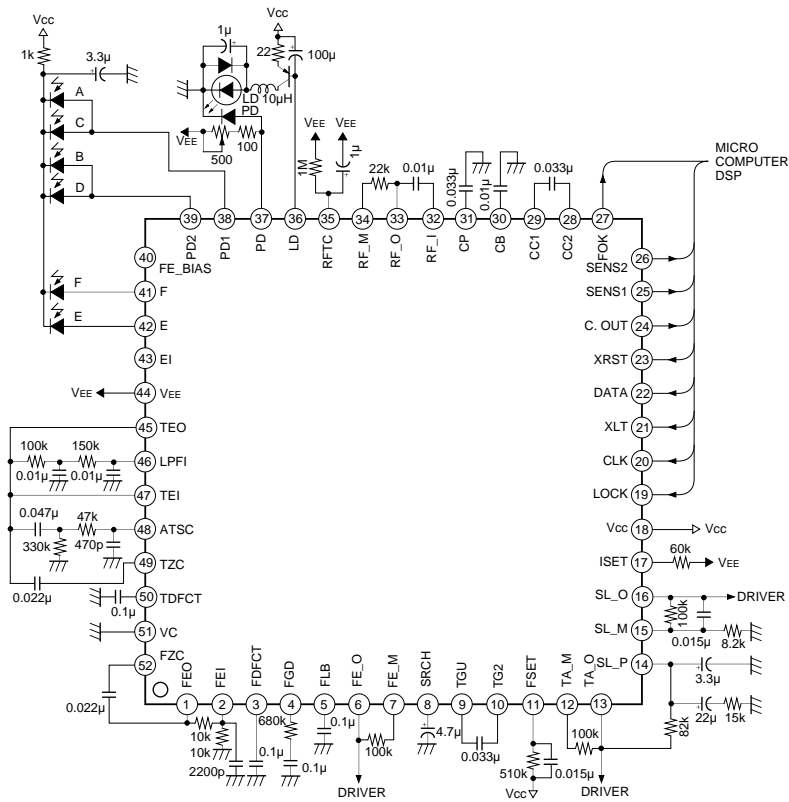 Vcc
1k
3.3µ
A
C
B
D
F
E
1µ
Vcc
22
100µ
LD
10µH
PD
VEE
500
100
VEE
VEE
1M
1µ
22k
0.01µ
0.033µ
0.01µ
0.033µ
MICRO
COMPUTER
DSP
39
38
37
36
35
34
33
32
31
30
29
28
27
PD2
PD1
PD
LD
RFTC
RF_M
RF_O
RF_I
CP
CB
CC1
CC2
FOK
40
FE_BIAS
41
F
42
E
43
EI
VEE
44
VEE
45
TEO
100k
150k
46
LPFI
0.01µ
0.01µ
47
TEI
0.047µ
47k
48
ATSC
330k
470p
49
TZC
0.022µ
50
TDFCT
0.1µ
51
VC
52
FZC
0.022µ
SENS2
26
SENS1
25
C. OUT
24
XRST
23
DATA
22
XLT
21
CLK
20
LOCK
19
Vcc
18
Vcc
ISET
17
60k
VEE
SL_O
16
DRIVER
100k
0.015µ
SL_M
15
8.2k
SL_P
14
3.3µ
22µ
15k
82k
FEO
FEI
FDFCT
FGD
FLB
FE_O
FE_M
SRCH
TGU
TG2
FSET
TA_M
TA_O
1
2
3
4
5
6
7
8
9
10
11
12
13
10k
10k
2200p
0.1µ
680k
0.1µ
0.1µ
100k
DRIVER
4.7µ
0.033µ
510k
0.015µ
Vcc
100k
DRIVER